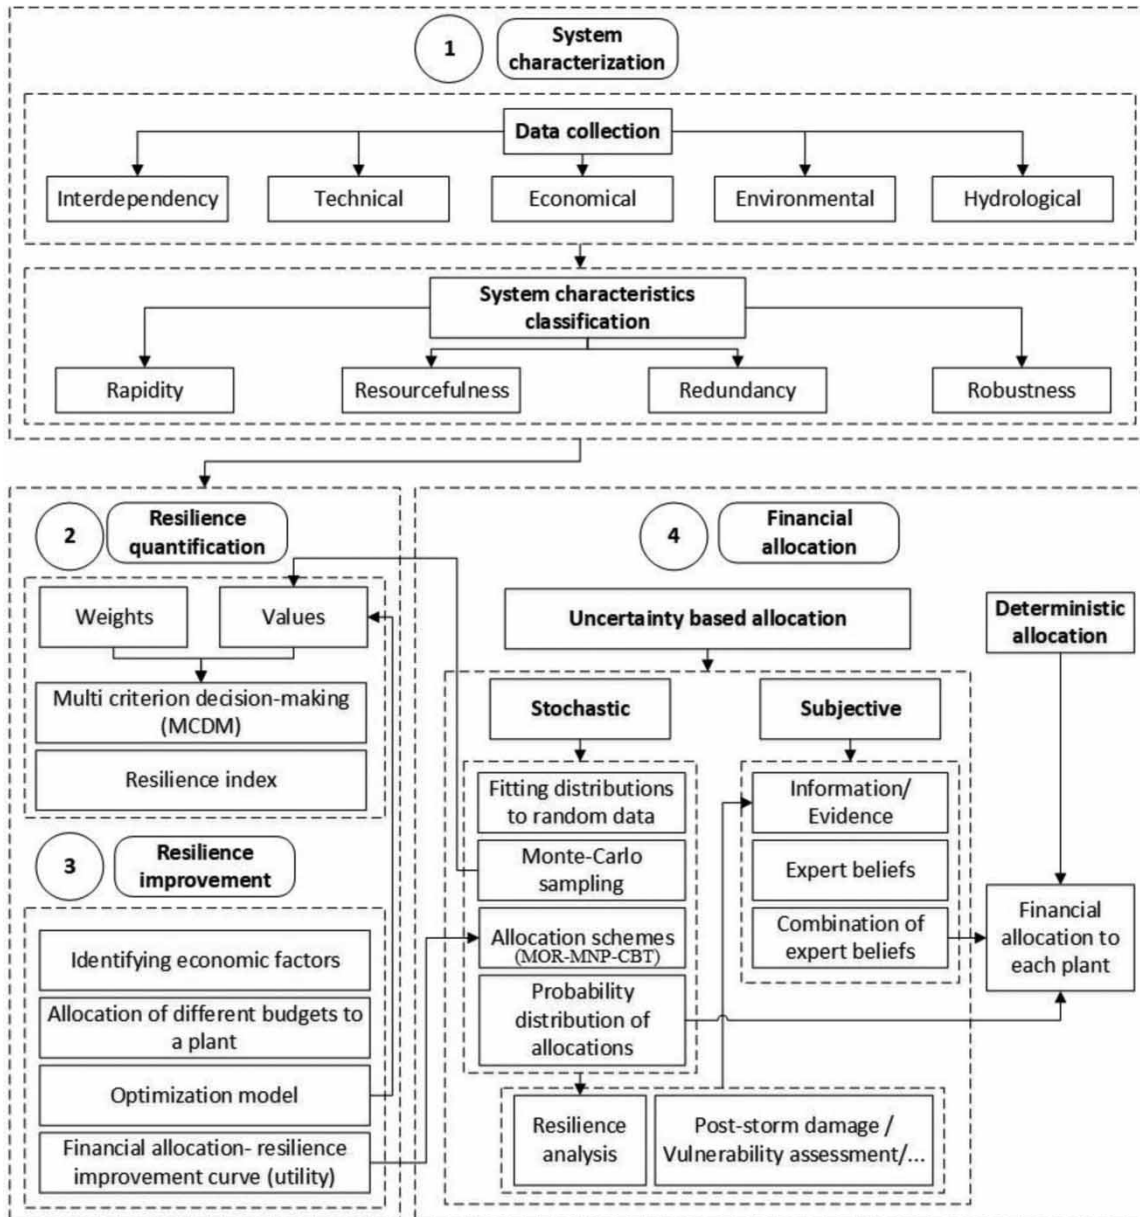 1
System
characterization
Data collection
Interdependency
Technical
Economical
Environmental
Hydrological
System characteristics
classification
Rapidity
Resourcefulness
Redundancy
Robustness
2
Resilience
quantification
Weights
Values
Multi criterion decision-making
(MCDM)
Resilience index
3
Resilience
improvement
Identifying economic factors
Allocation of different budgets to
a plant
Optimization model
Financial allocation- resilience
improvement curve (utility)
4
Financial
allocation
Uncertainty based allocation
Deterministic
allocation
Stochastic
Subjective
Fitting distributions
to random data
Monte-Carlo
sampling
Allocation schemes
(MOR-MNP-CBT)
Probability
distribution of
allocations
Information/
Evidence
Expert beliefs
Combination of
expert beliefs
Financial
allocation to
each plant
Resilience
analysis
Post-storm damage /
Vulnerability assessment/...